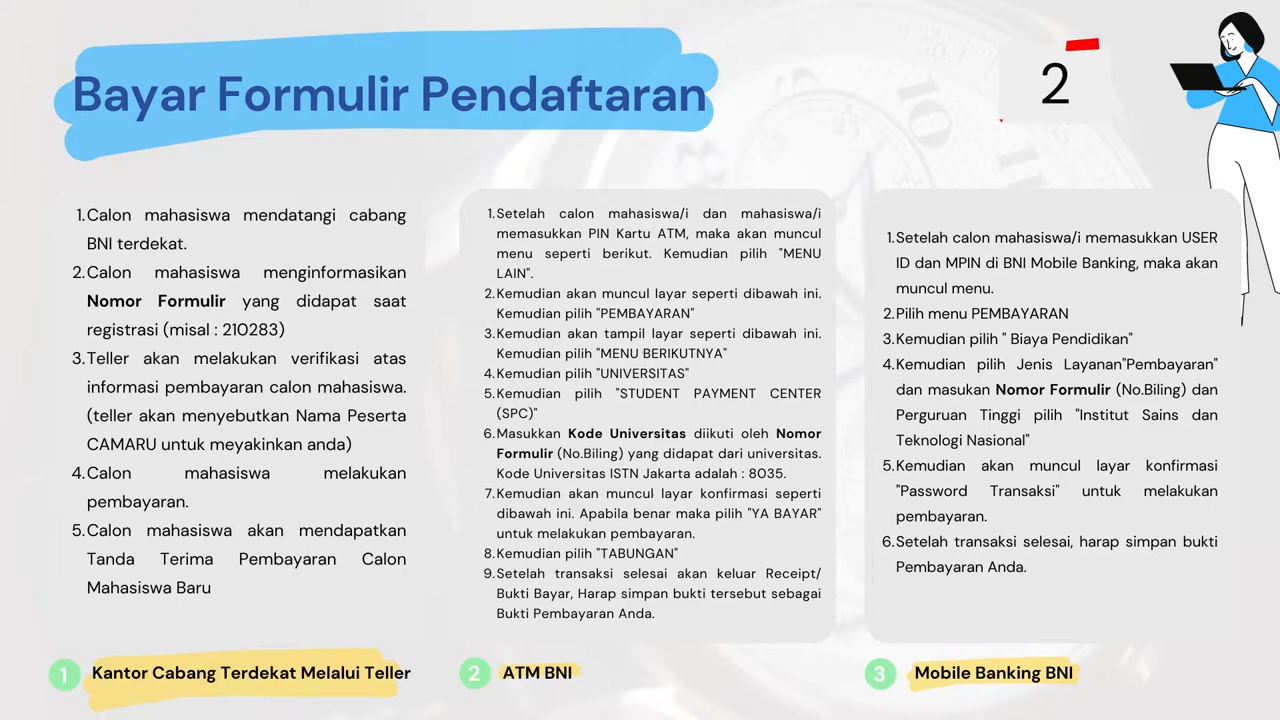 Bayar Formulir Pendaftaran
2
1.Calon mahasiswa mendatangi cabang
BNI terdekat.
2.Calon mahasiswa menginformasikan
Nomor Formulir yang didapat saat
registrasi (misal : 210283)
3.Teller akan melakukan verifikasi atas
informasi pembayaran calon mahasiswa.
(teller akan menyebutkan Nama Peserta
CAMARU untuk meyakinkan anda)
4.Calon mahasiswa melakukan
pembayaran.
5.Calon mahasiswa akan mendapatkan
Tanda Terima Pembayaran Calon
Mahasiswa Baru
1 Kantor Cabang Terdekat Melalui Teller
1.Setelah calon mahasiswa/i dan mahasiswa/i
memasukkan PIN Kartu ATM, maka akan muncul
menu seperti berikut. Kemudian pilih "MENU
LAIN".
2.Kemudian akan muncul layar seperti dibawah ini.
Kemudian pilih "PEMBAYARAN"
3.Kemudian akan tampil layar seperti dibawah ini.
Kemudian pilih "MENU BERIKUTNYA"
4.Kemudian pilih "UNIVERSITAS"
5.Kemudian pilih "STUDENT PAYMENT CENTER
(SPC)"
6.Masukkan Kode Universitas diikuti oleh Nomor
Formulir (No.Biling) yang didapat dari universitas.
Kode Universitas ISTN Jakarta adalah : 8035.
7.Kemudian akan muncul layar konfirmasi seperti
dibawah ini. Apabila benar maka pilih "YA BAYAR"
untuk melakukan pembayaran.
8.Kemudian pilih "TABUNGAN"
9.Setelah transaksi selesai akan keluar Receipt/
Bukti Bayar, Harap simpan bukti tersebut sebagai
Bukti Pembayaran Anda.
2 ATM BNI
1.Setelah calon mahasiswa/i memasukkan USER
ID dan MPIN di BNI Mobile Banking, maka akan
muncul menu.
2.Pilih menu PEMBAYARAN
3.Kemudian pilih " Biaya Pendidikan"
4.Kemudian pilih Jenis Layanan"Pembayaran"
dan masukan Nomor Formulir (No.Biling) dan
Perguruan Tinggi pilih "Institut Sains dan
Teknologi Nasional"
5.Kemudian akan muncul layar konfirmasi
"Password Transaksi" untuk melakukan
pembayaran.
6.Setelah transaksi selesai, harap simpan bukti
Pembayaran Anda.
3 Mobile Banking BNI